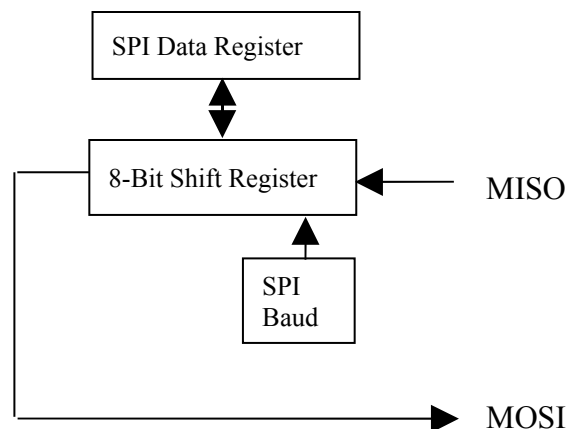 SPI Data Register
8-Bit Shift Register
MISO
SPI
Baud
MOSI